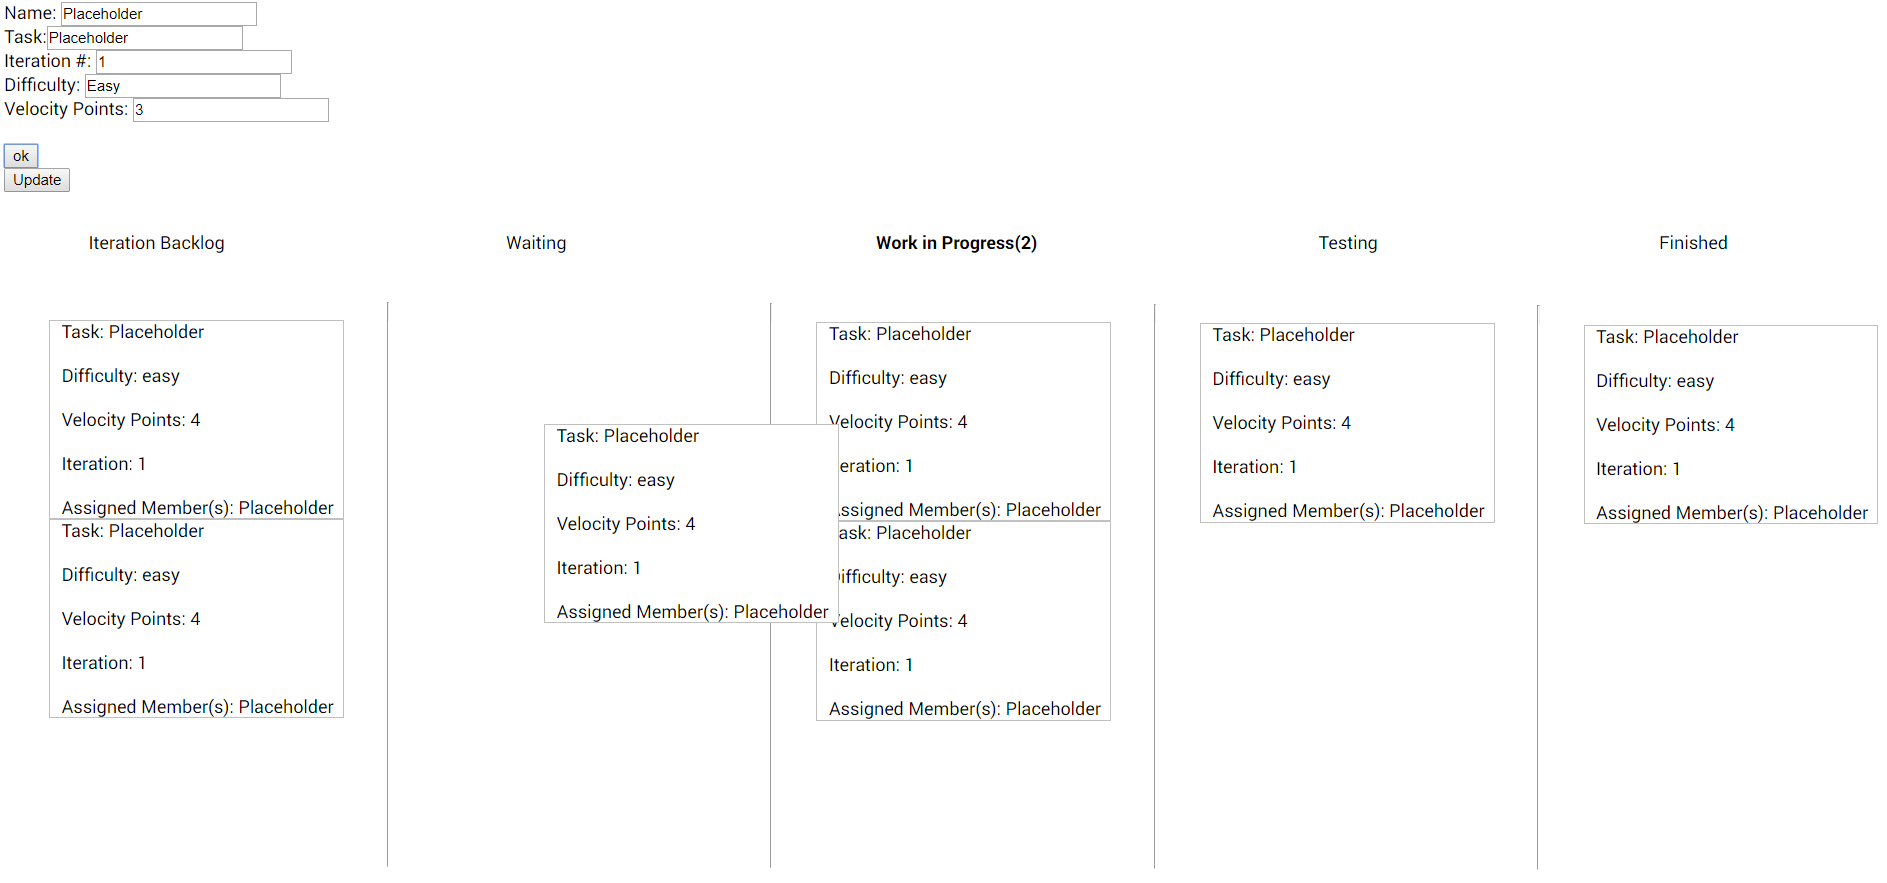 Name: Placeholder
Task: Placeholder
Iteration #: 1
Difficulty: Easy
Velocity Points: 3
ok
Update
Iteration Backlog
Waiting
Work in Progress(2)
Testing
Finished
Task: Placeholder
Difficulty: easy
Velocity Points: 4
Iteration: 1
Assigned Member(s): Placeholder
Task: Placeholder
Difficulty: easy
Velocity Points: 4
Iteration: 1
Assigned Member(s): Placeholder
Task: Placeholder
Difficulty: easy
Velocity Points: 4
Iteration: 1
Assigned Member(s): Placeholder
Task: Placeholder
Difficulty: easy
Velocity Points: 4
eration: 1
Assigned Member(s): Placeholder
ask: Placeholder
ifficulty: easy
Velocity Points: 4
Iteration: 1
Assigned Member(s): Placeholder
Task: Placeholder
Difficulty: easy
Velocity Points: 4
Iteration: 1
Assigned Member(s): Placeholder
Task: Placeholder
Difficulty: easy
Velocity Points: 4
Iteration: 1
Assigned Member(s): Placeholder